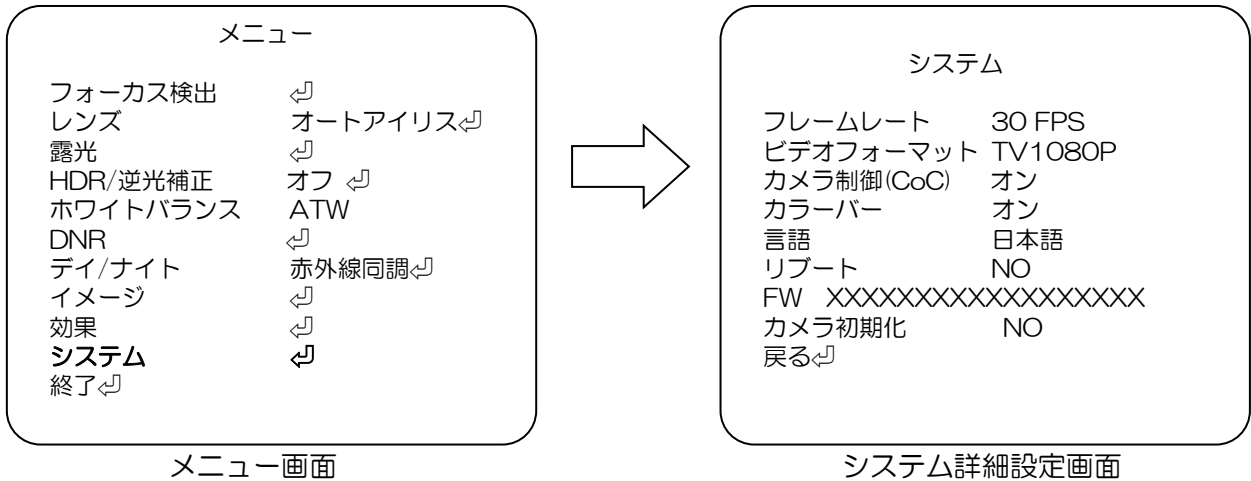 メニュー
フォーカス検出 ⏎
レンズ オートアイリス⏎
露光 ⏎
HDR/逆光補正 オフ ⏎
ホワイトバランス ATW
DNR ⏎
デイ/ナイト 赤外線同調⏎
イメージ ⏎
効果 ⏎
システム ⏎
終了⏎
メニュー画面
システム
フレームレート 30 FPS
ビデオフォーマット TV1080P
カメラ制御(CoC) オン
カラーバー オン
言語 日本語
リブート NO
FW XXXXXXXXXXXXXXXXXX
カメラ初期化 NO
戻る⏎
システム詳細設定画面